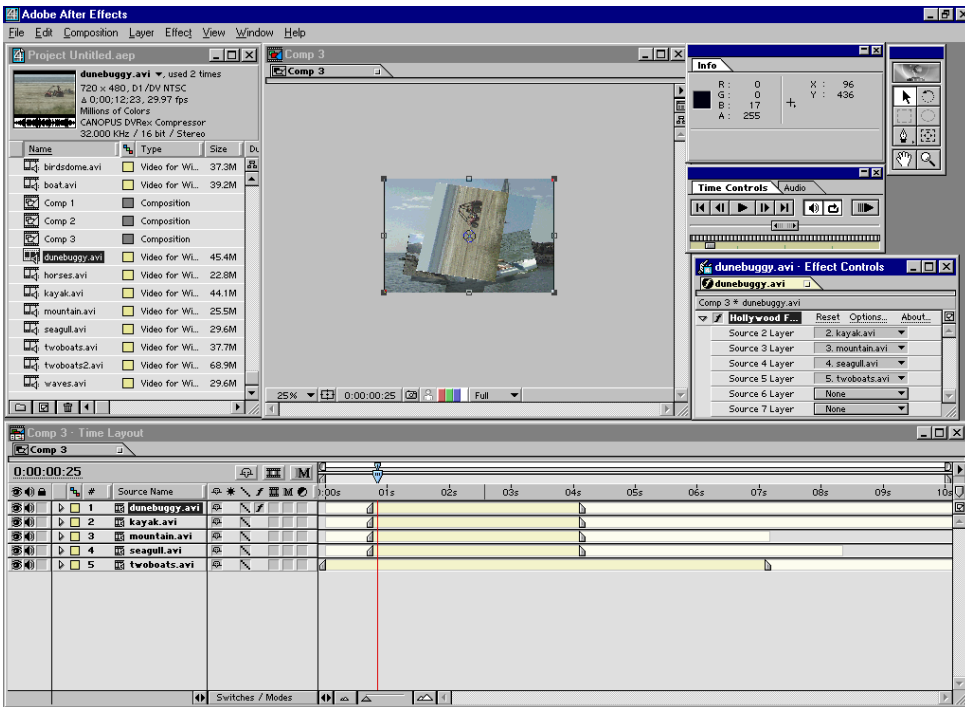 Adobe After Effects
File Edit Composition Layer Effect View Window Help
Project Untitled.aep
dunebuggy.avi ▼, used 2 times
720 x 480, D1/DV NTSC
Δ 0;00;12;23, 29.97 fps
Millions of Colors
CANOPUS DVRex Compressor
32.000 KHz / 16 bit / Stereo
Name Type Size Du
birdsdome.avi Video for Wi... 37.3M
boat.avi Video for Wi... 39.2M
Comp 1 Composition
Comp 2 Composition
Comp 3 Composition
dunebuggy.avi Video for Wi... 45.4M
horses.avi Video for Wi... 22.8M
kayak.avi Video for Wi... 44.1M
mountain.avi Video for Wi... 25.5M
seagull.avi Video for Wi... 29.6M
twoboats.avi Video for Wi... 37.7M
twoboats2.avi Video for Wi... 68.9M
waves.avi Video for Wi... 29.6M
Comp 3
Comp 3
25% 0:00:00:25 Full
Info
R: 0 X: 96
G: 0 Y: 436
B: 17
A: 255
Time Controls Audio
dunebuggy.avi - Effect Controls
dunebuggy.avi
Comp 3 * dunebuggy.avi
Hollywood F... Reset Options... About...
Source 2 Layer 2. kayak.avi
Source 3 Layer 3. mountain.avi
Source 4 Layer 4. seagull.avi
Source 5 Layer 5. twoboats.avi
Source 6 Layer None
Source 7 Layer None
Comp 3 - Time Layout
Comp 3
0:00:00:25 M
# Source Name M ):00s 01s 02s 03s 04s 05s 06s 07s 08s 09s 10s
1 dunebuggy.avi
2 kayak.avi
3 mountain.avi
4 seagull.avi
5 twoboats.avi
Switches / Modes